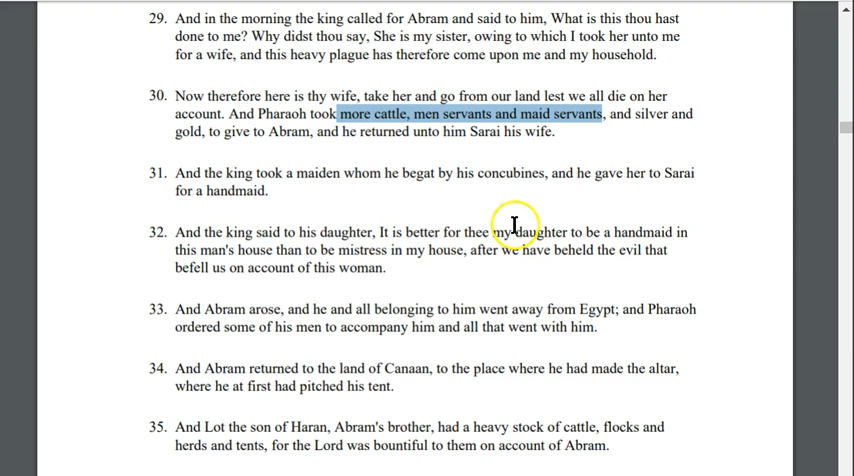 29. And in the morning the king called for Abram and said to him, What is this thou hast
done to me? Why didst thou say, She is my sister, owing to which I took her unto me
for a wife, and this heavy plague has therefore come upon me and my household.
30. Now therefore here is thy wife, take her and go from our land lest we all die on her
account. And Pharaoh took more cattle, men servants and maid servants, and silver and
gold, to give to Abram, and he returned unto him Sarai his wife.
31. And the king took a maiden whom he begat by his concubines, and he gave her to Sarai
for a handmaid.
32. And the king said to his daughter, It is better for thee my daughter to be a handmaid in
this man's house than to be mistress in my house, after we have beheld the evil that
befell us on account of this woman.
33. And Abram arose, and he and all belonging to him went away from Egypt; and Pharaoh
ordered some of his men to accompany him and all that went with him.
34. And Abram returned to the land of Canaan, to the place where he had made the altar,
where he at first had pitched his tent.
35. And Lot the son of Haran, Abram's brother, had a heavy stock of cattle, flocks and
herds and tents, for the Lord was bountiful to them on account of Abram.